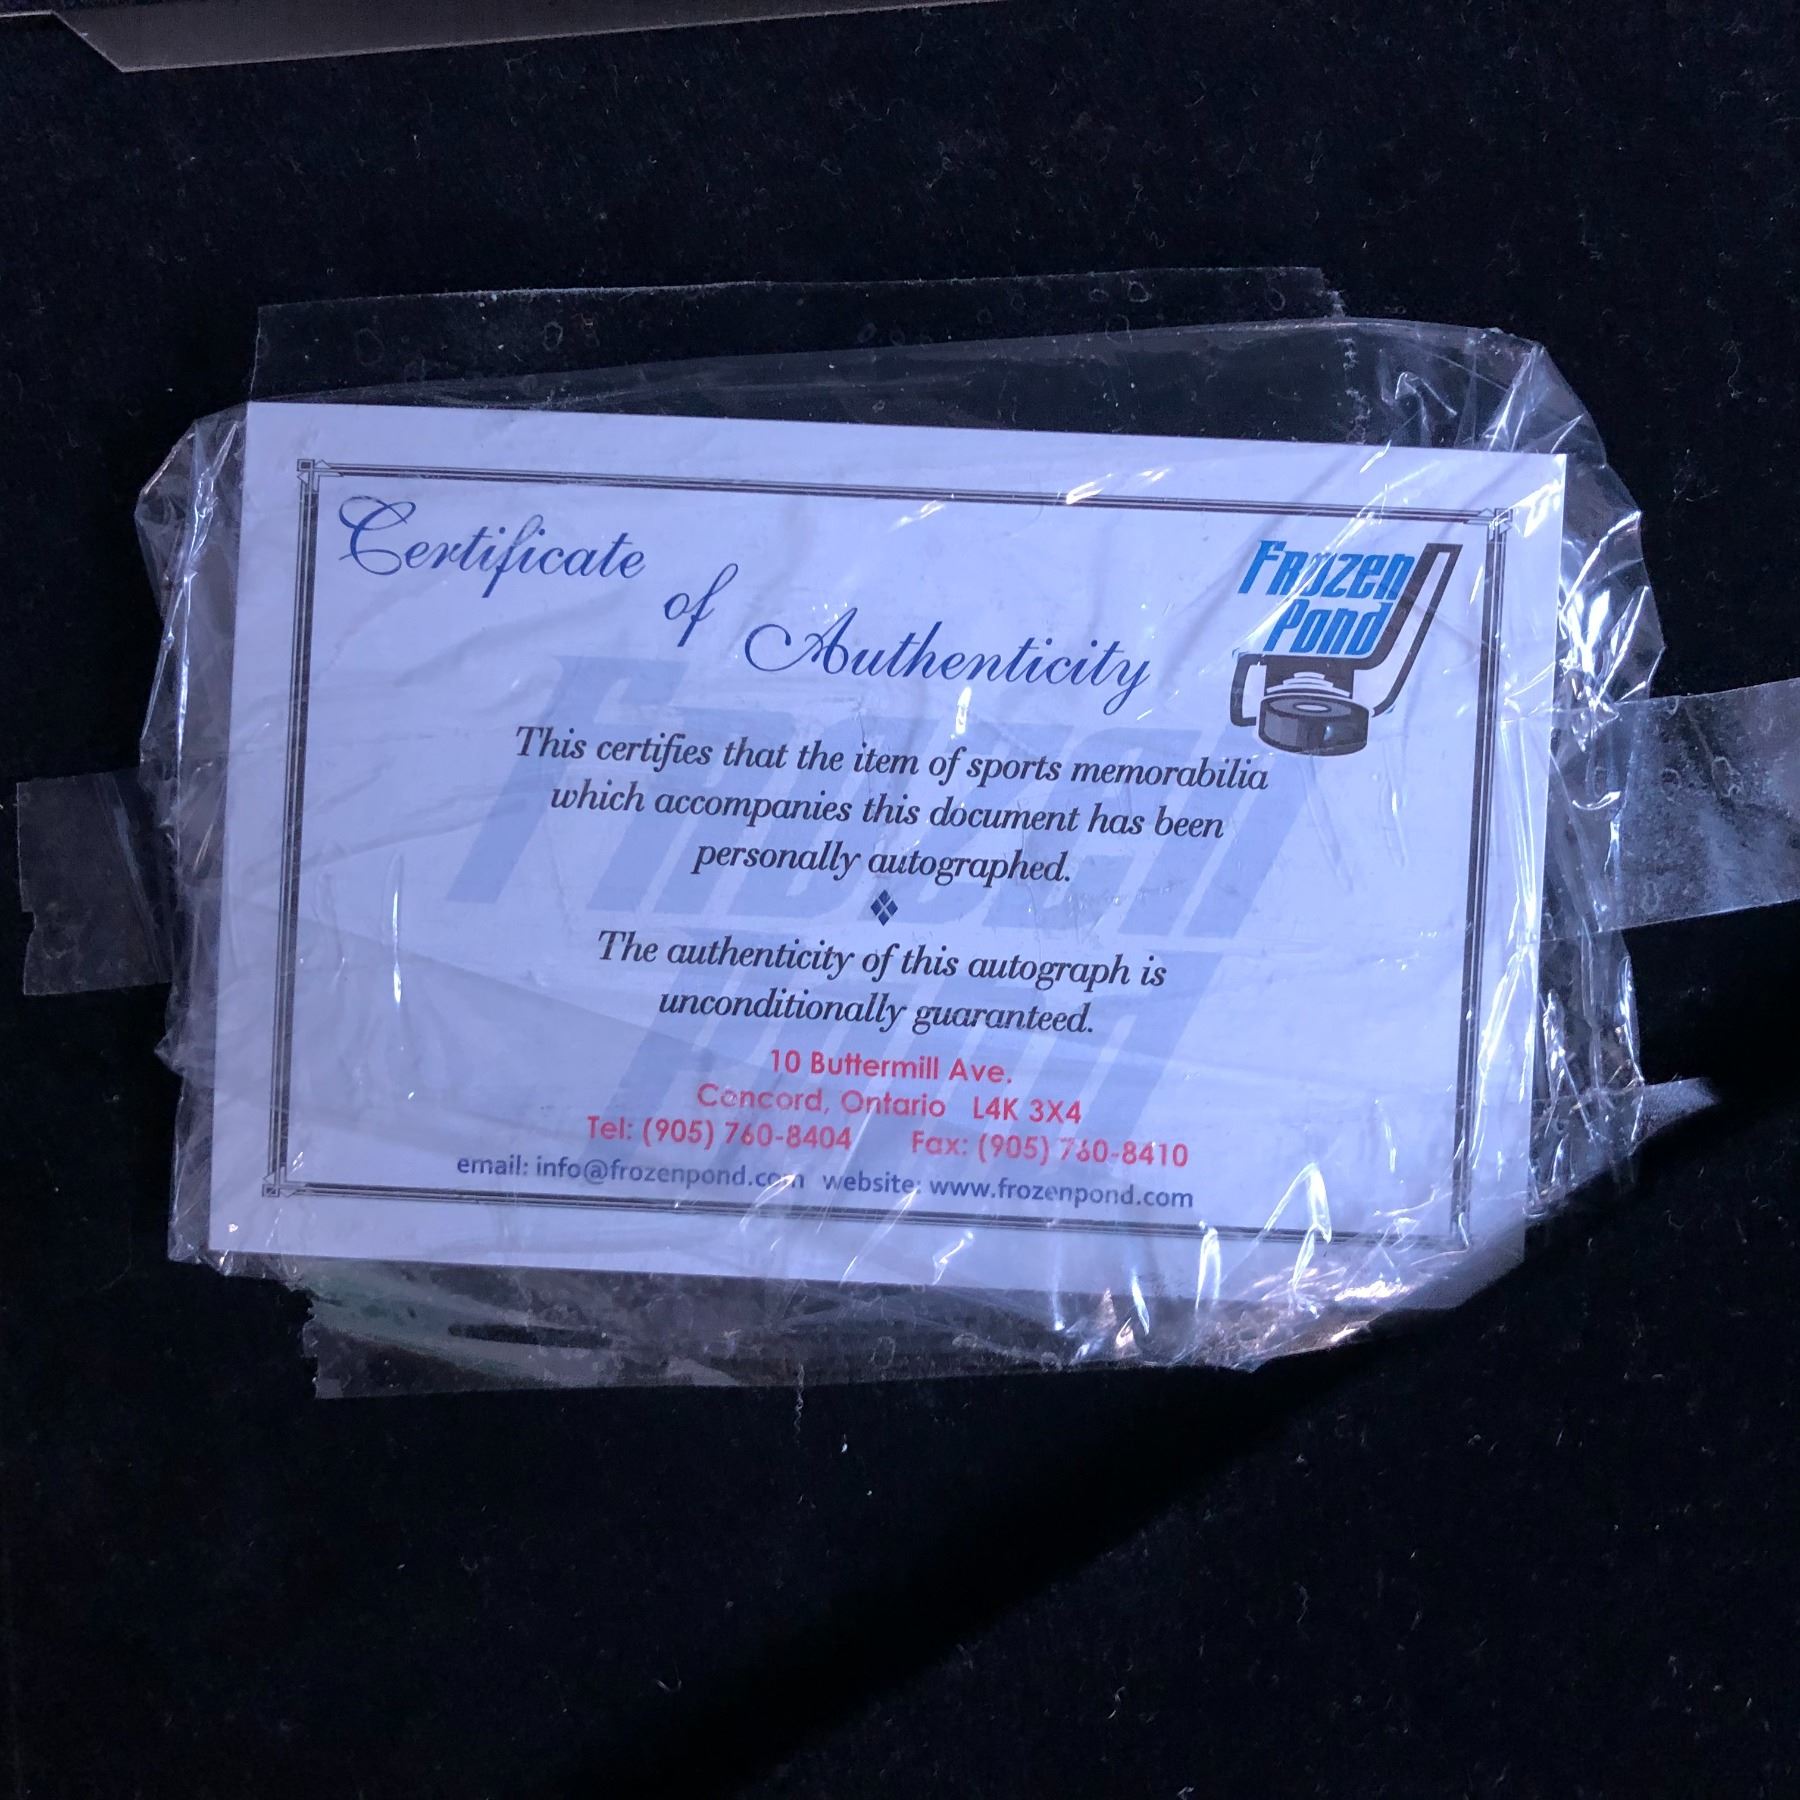 Certificate
of
Authenticity
Frozen
Pond
This certifies that the item of sports memorabilia
which accompanies this document has been
personally autographed.
The authenticity of this autograph is
unconditionally guaranteed.
10 Buttermill Ave.
Concord, Ontario L4K 3X4
Tel: (905) 760-8404 Fax: (905) 760-8410
email: info@frozenpond.com website: www.frozenpond.com
Frozen
Pond